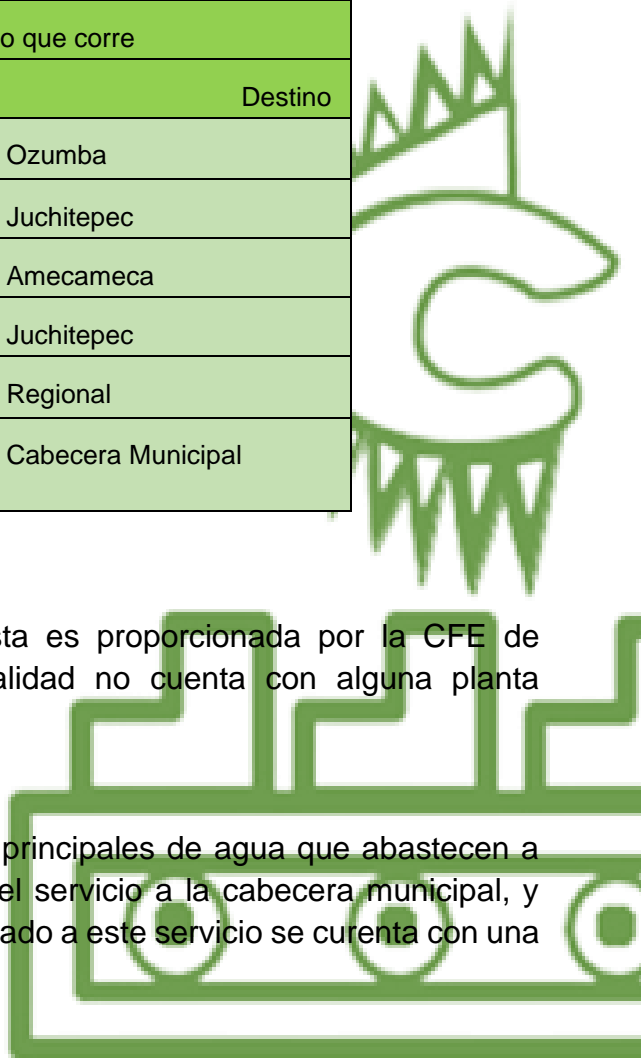 o que corre
Destino
Ozumba
Juchitepec
Amecameca
Juchitepec
Regional
Cabecera Municipal
sta es proporcionada por la CFE de
alidad no cuenta con alguna planta
principales de agua que abastecen a
el servicio a la cabecera municipal, y
ado a este servicio se curenta con una